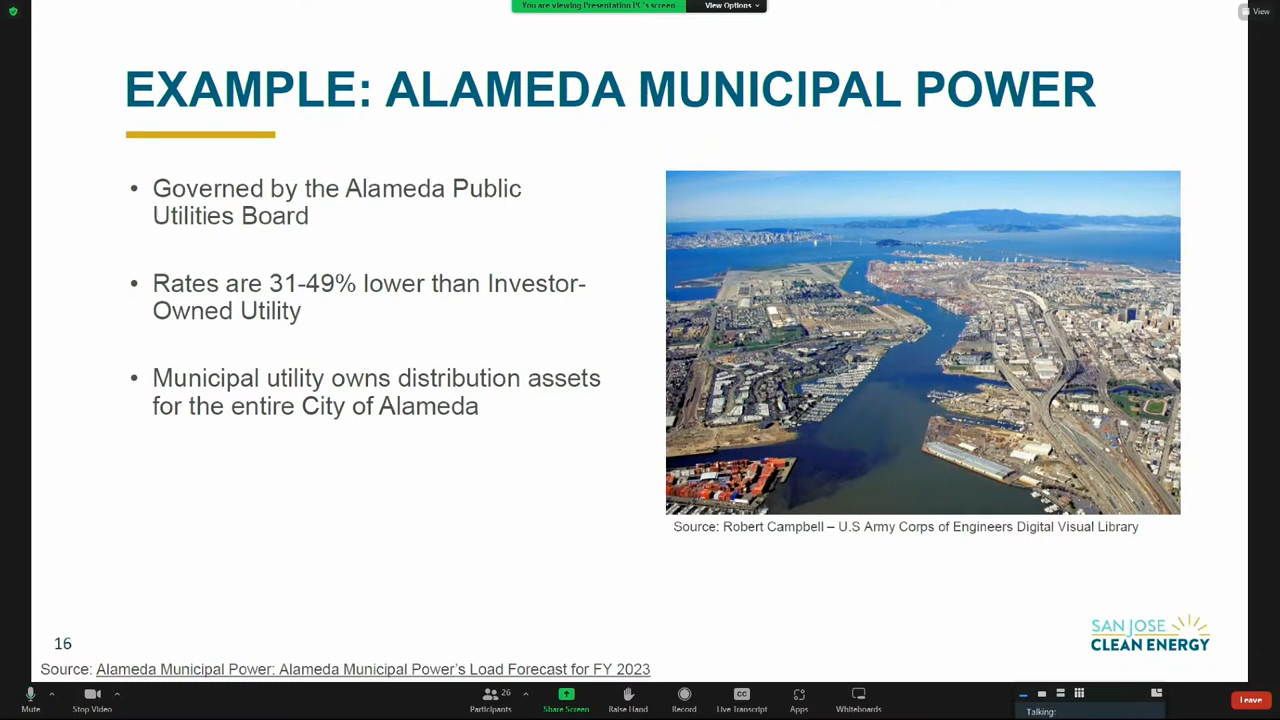 You are viewing Presentation PC's screen
View Options
View
EXAMPLE: ALAMEDA MUNICIPAL POWER
• Governed by the Alameda Public
Utilities Board
• Rates are 31-49% lower than Investor-
Owned Utility
• Municipal utility owns distribution assets
for the entire City of Alameda
Source: Robert Campbell – U.S Army Corps of Engineers Digital Visual Library
SAN JOSE
CLEAN ENERGY
16
Source: Alameda Municipal Power: Alameda Municipal Power's Load Forecast for FY 2023
Mute
Stop Video
26
Participants
Share Screen
Raise Hand
Record
CC
Live Transcript
Apps
Whiteboards
Talking:
Leave